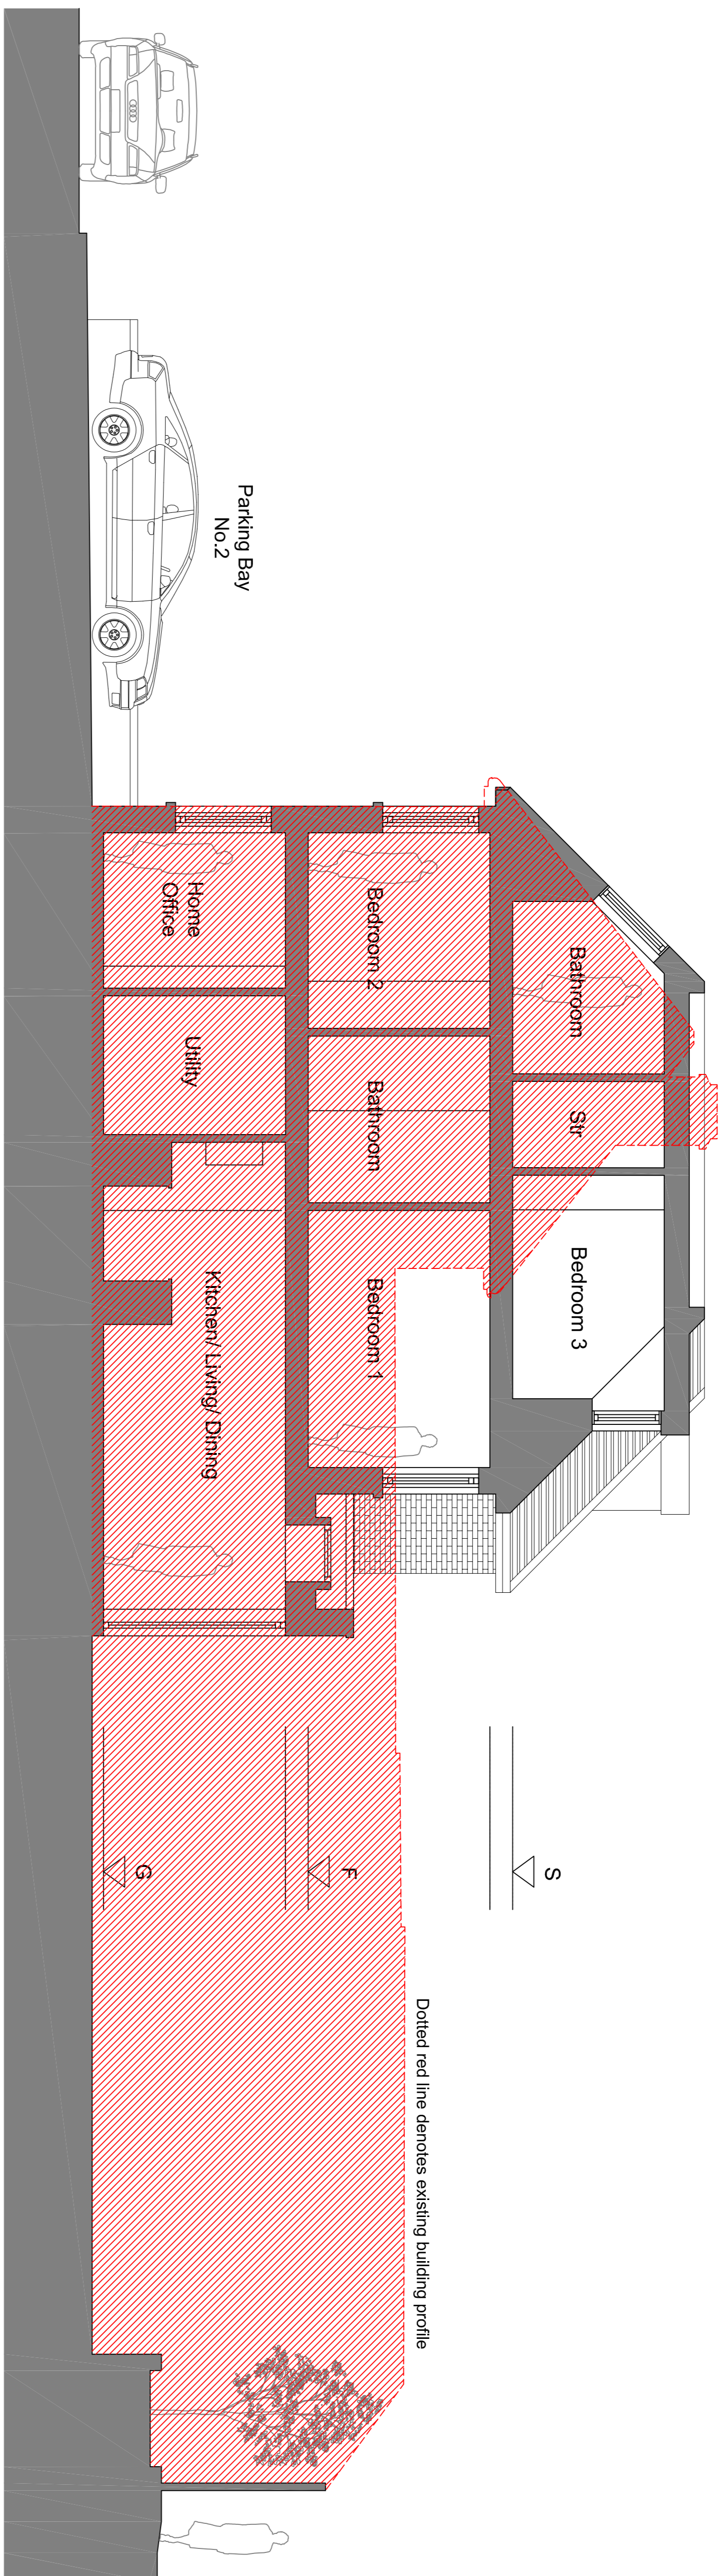 Parking Bay
No.2
Bathroom
Str
Bedroom 3
Bedroom 2
Bathroom
Bedroom 1
Home
Office
Utility
Kitchen/ Living/ Dining
S
F
G
Dotted red line denotes existing building profile